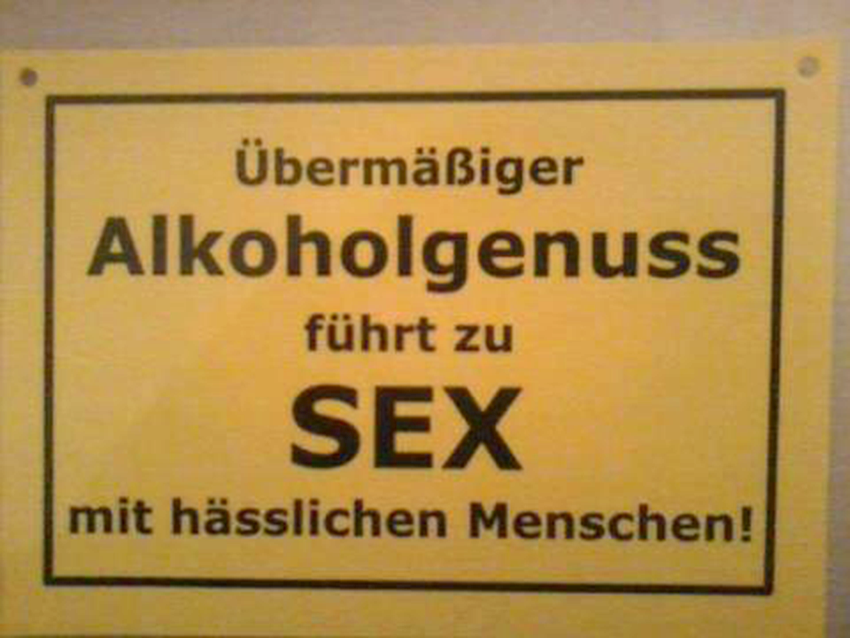 Übermäßiger
Alkoholgenuss
führt zu
SEX
mit hässlichen Menschen!